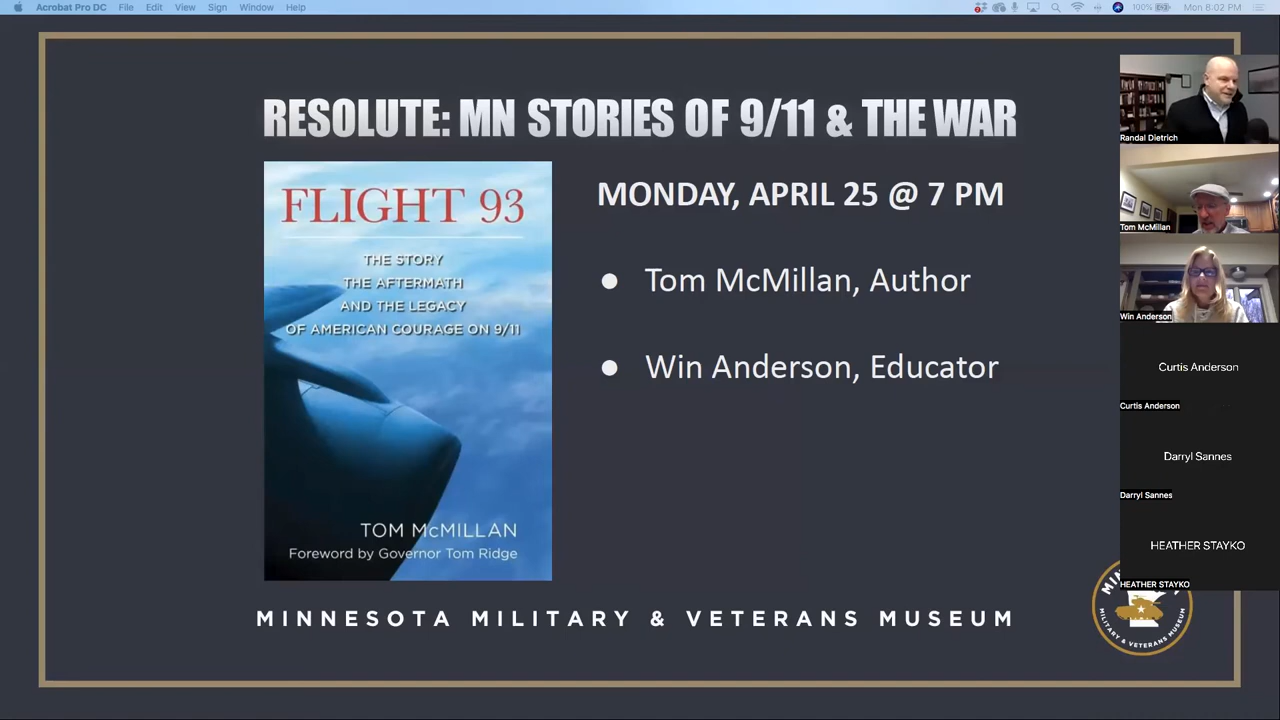 Acrobat Pro DC File Edit View Sign Window Help 100% Mon 8:02 PM
RESOLUTE: MN STORIES OF 9/11 & THE WAR
FLIGHT 93
THE STORY
THE AFTERMATH
AND THE LEGACY
OF AMERICAN COURAGE ON 9/11
TOM McMILLAN
Foreword by Governor Tom Ridge
MONDAY, APRIL 25 @ 7 PM
● Tom McMillan, Author
● Win Anderson, Educator
MINNESOTA MILITARY & VETERANS MUSEUM
Randal Dietrich
Tom McMillan
Win Anderson
Curtis Anderson
Curtis Anderson
Darryl Sannes
Darryl Sannes
HEATHER STAYKO
HEATHER STAYKO
MILITARY & VETERANS MUSEUM